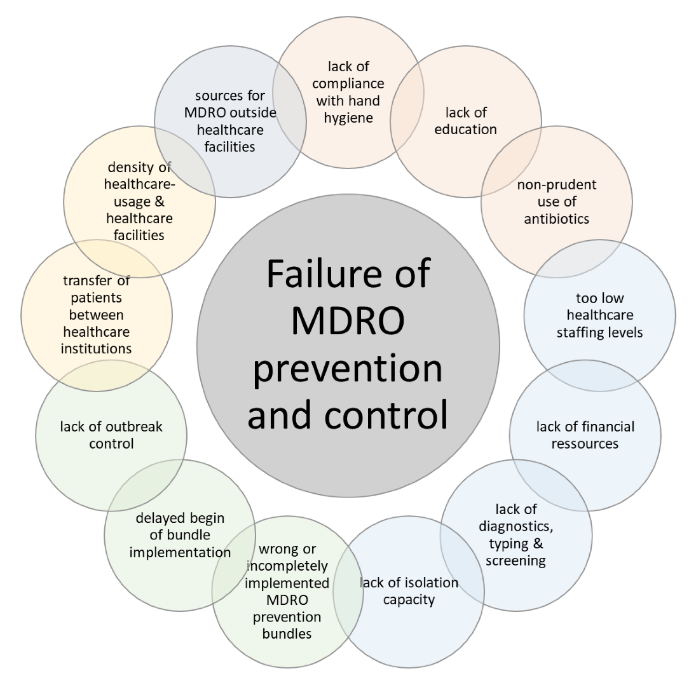 lack of
compliance
with hand
hygiene
lack of
education
non-prudent
use of
antibiotics
too low
healthcare
staffing levels
lack of financial
ressources
lack of
diagnostics,
typing &
screening
lack of isolation
capacity
wrong or
incompletely
implemented
MDRO
prevention
bundles
delayed begin
of bundle
implementation
lack of outbreak
control
transfer of
patients
between
healthcare
institutions
density of
healthcare-
usage &
healthcare
facilities
sources for
MDRO outside
healthcare
facilities
Failure of
MDRO
prevention
and control